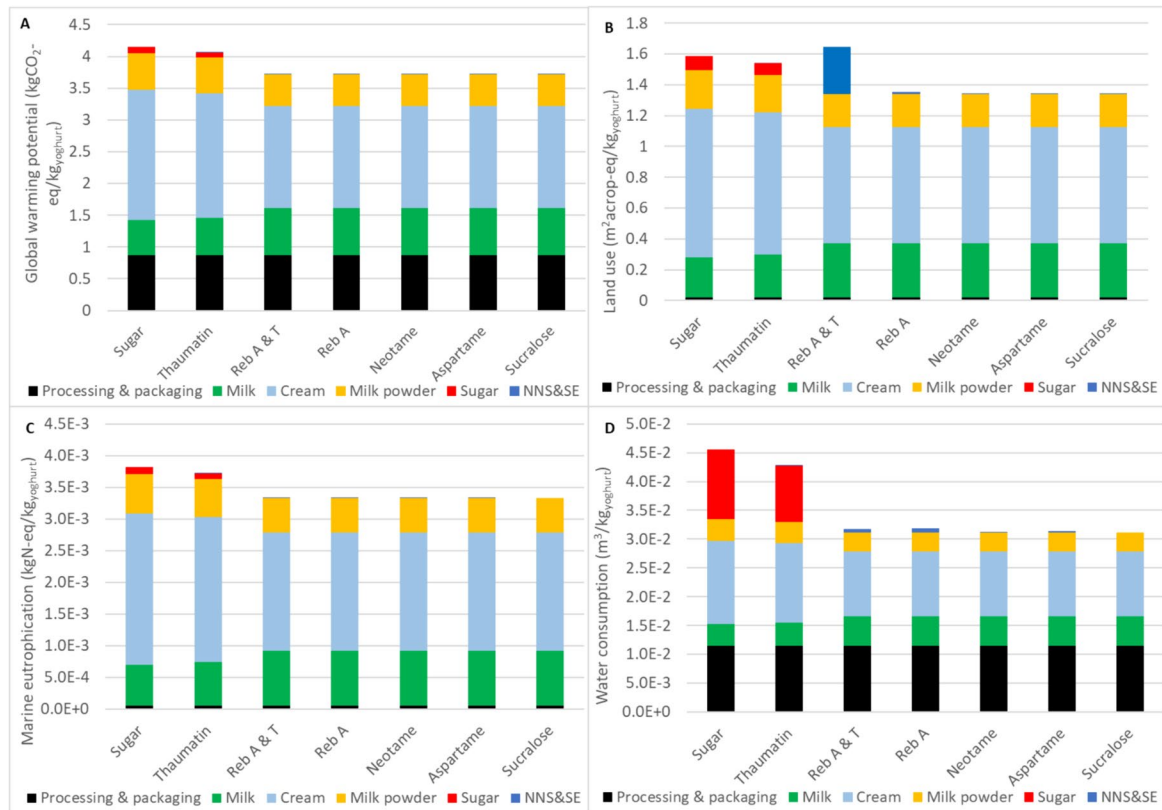 A
Global warming potential (kgCO2-
eq/kgyoghurt)
4.5
4
3.5
3
2.5
2
1.5
1
0.5
0
Sugar
Thaumatin
Reb A & T
Reb A
Neotame
Aspartame
Sucralose
Processing & packaging Milk Cream Milk powder Sugar NNS&SE
B
Land use (m2acrop-eq/kgyoghurt)
1.8
1.6
1.4
1.2
1
0.8
0.6
0.4
0.2
0
Sugar
Thaumatin
Reb A & T
Reb A
Neotame
Aspartame
Sucralose
Processing & packaging Milk Cream Milk powder Sugar NNS&SE
C
Marine eutrophication (kgN-eq/kgyoghurt)
4.5E-3
4.0E-3
3.5E-3
3.0E-3
2.5E-3
2.0E-3
1.5E-3
1.0E-3
5.0E-4
0.0E+0
Sugar
Thaumatin
Reb A & T
Reb A
Neotame
Aspartame
Sucralose
Processing & packaging Milk Cream Milk powder Sugar NNS&SE
D
Water consumption (m3/kgyoghurt)
5.0E-2
4.5E-2
4.0E-2
3.5E-2
3.0E-2
2.5E-2
2.0E-2
1.5E-2
1.0E-2
5.0E-3
0.0E+0
Sugar
Thaumatin
Reb A & T
Reb A
Neotame
Aspartame
Sucralose
Processing & packaging Milk Cream Milk powder Sugar NNS&SE